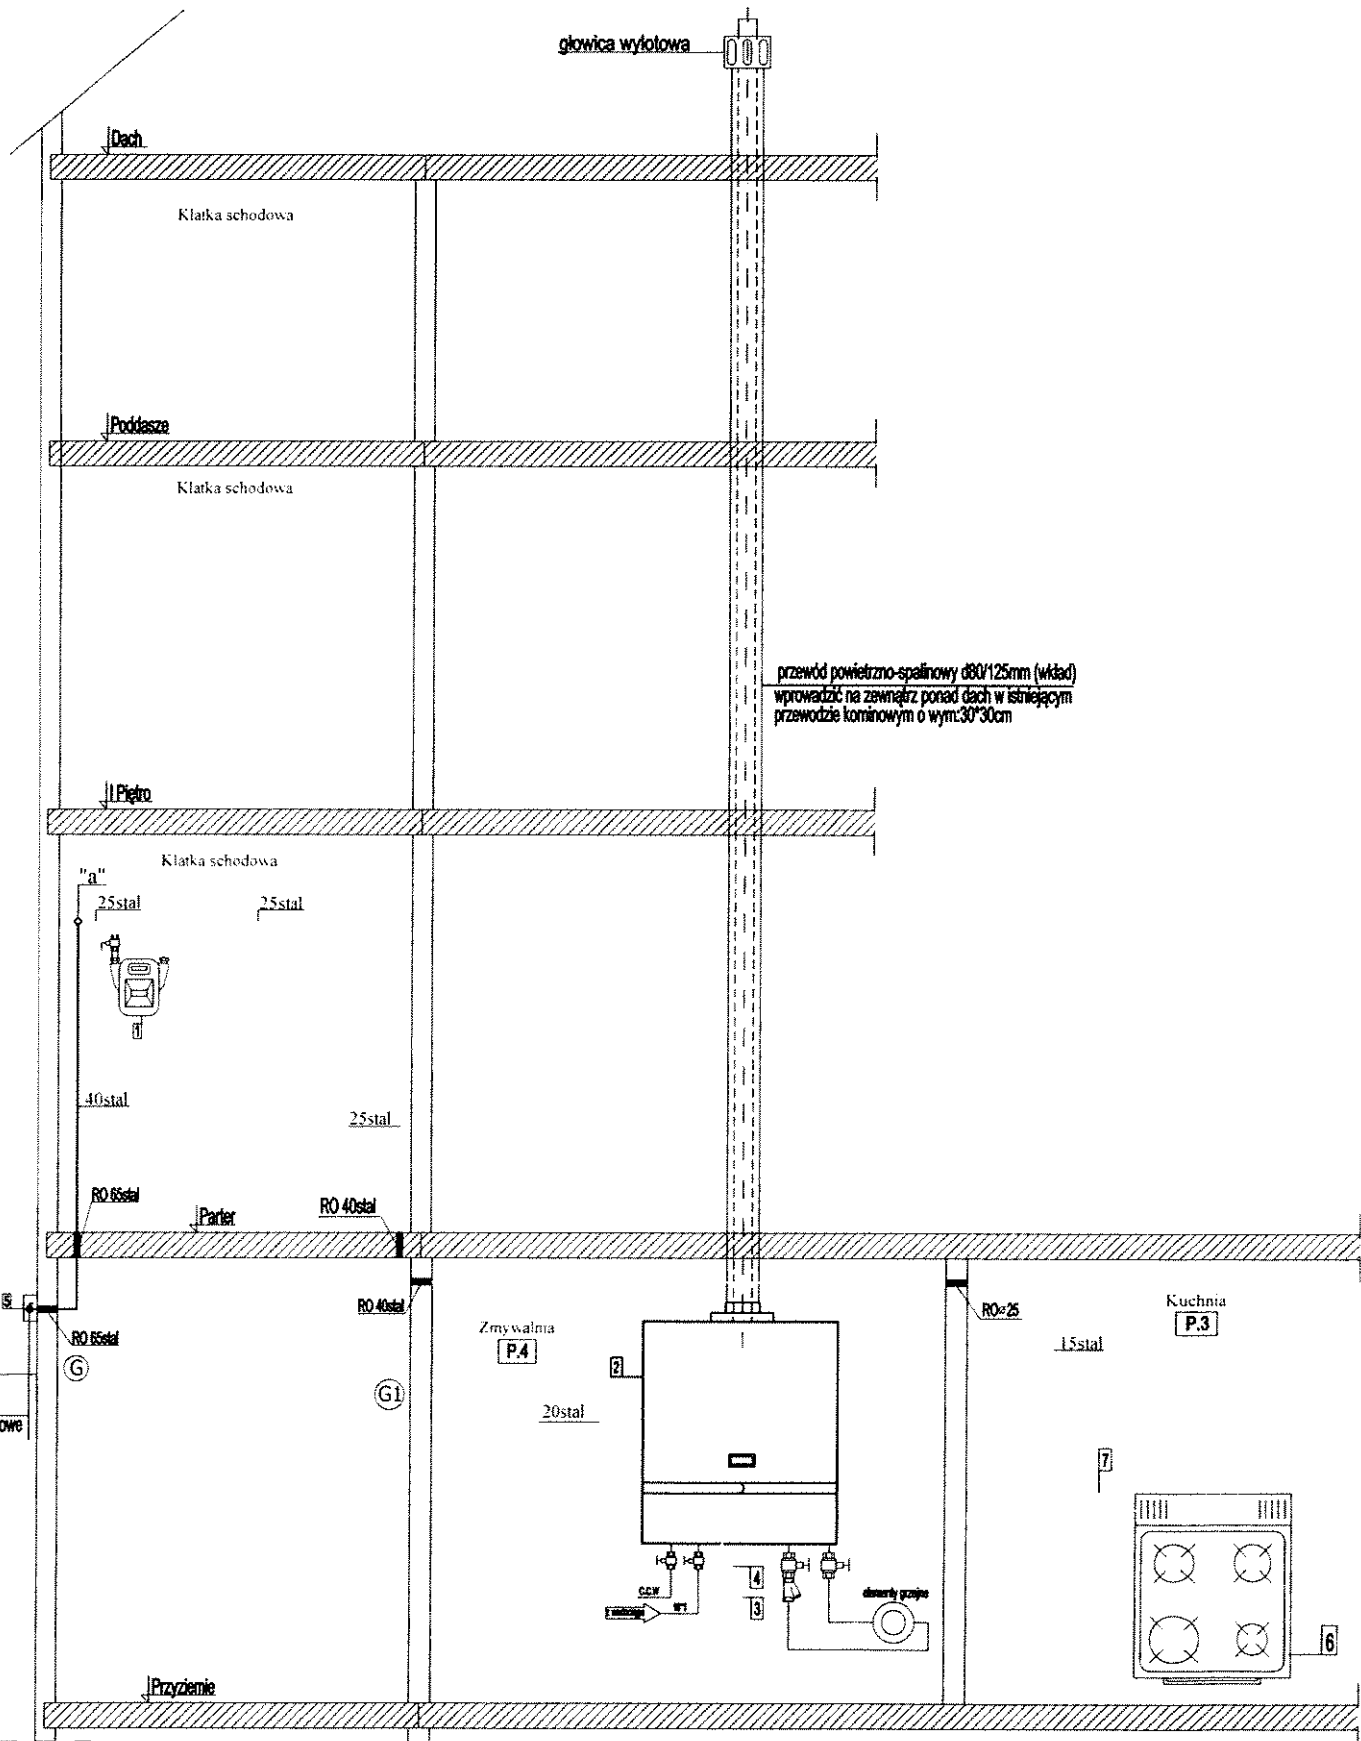 głowica wylotowa
Dach
Klatka schodowa
Poddasze
Klatka schodowa
przewód powietrzno-spalinowy d80/125mm (wkład)
wprowadzić na zewnątrz ponad dach w istniejącym
przewodzie kominowym o wym:30*30cm
I Piętro
Klatka schodowa
"a"
25stal
25stal
1
40stal
25stal
RO 65stal
Parter
RO 40stal
5
RO 65stal
RO 40stal
G
G1
owe
Zmywalnia
P.4
2
20stal
ROø25
Kuchnia
P.3
15stal
7
4
3
c.c.w
elementy grzejne
6
Przyziemie